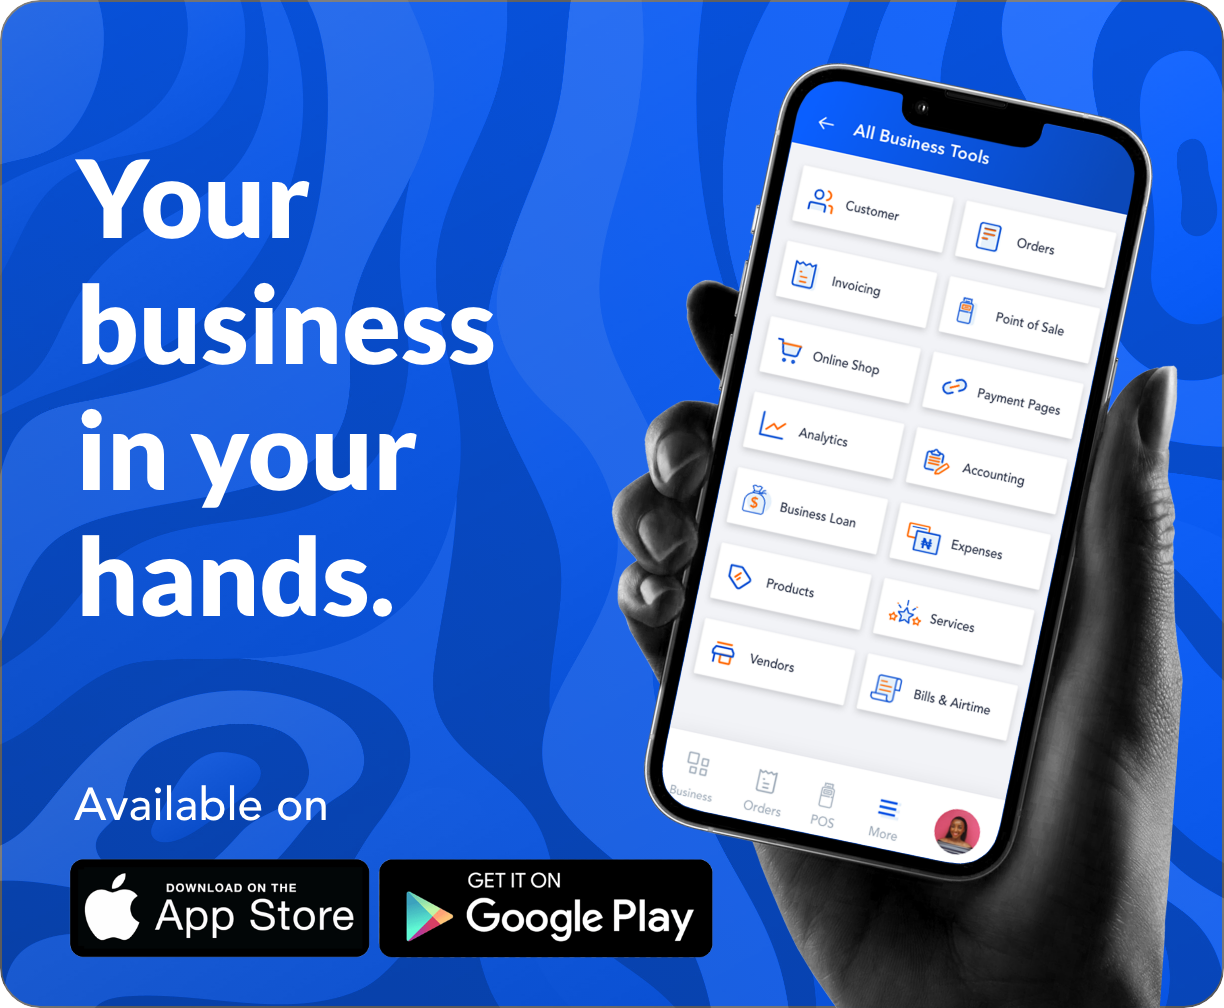 Your
business
in your
hands.
Available on
DOWNLOAD ON THE
App Store
GET IT ON
Google Play
All Business Tools
Customer
Orders
Invoicing
Point of Sale
Online Shop
Payment Pages
Analytics
Accounting
Business Loan
Expenses
Products
Services
Vendors
Bills & Airtime
Business
Orders
POS
More